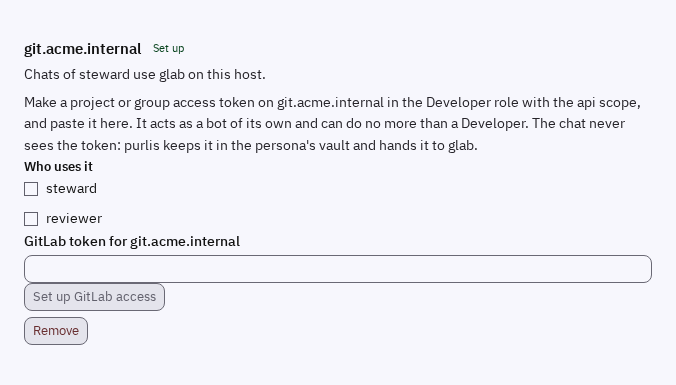 git.acme.internal Set up
Chats of steward use glab on this host.
Make a project or group access token on git.acme.internal in the Developer role with the api scope,
and paste it here. It acts as a bot of its own and can do no more than a Developer. The chat never
sees the token: purlis keeps it in the persona's vault and hands it to glab.
Who uses it
steward
reviewer
GitLab token for git.acme.internal
Set up GitLab access
Remove